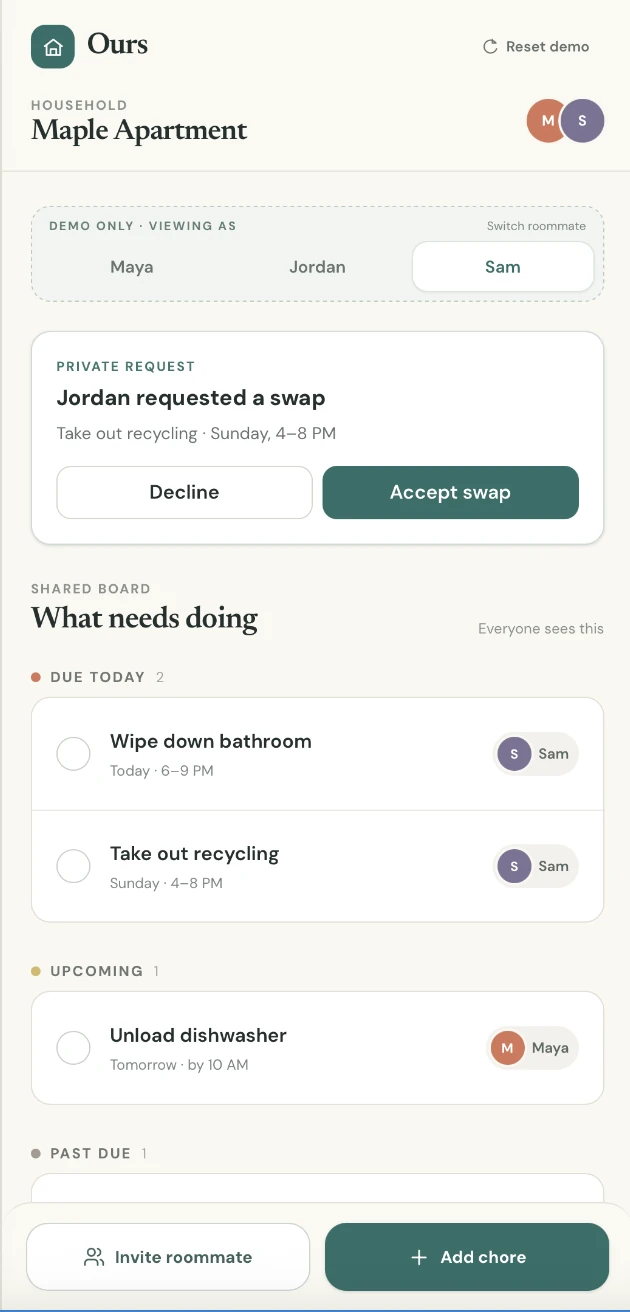 Ours
Reset demo
HOUSEHOLD
Maple Apartment
M S
DEMO ONLY · VIEWING AS
Switch roommate
Maya Jordan Sam
PRIVATE REQUEST
Jordan requested a swap
Take out recycling · Sunday, 4–8 PM
Decline Accept swap
SHARED BOARD
What needs doing
Everyone sees this
DUE TODAY 2
Wipe down bathroom
Today · 6–9 PM
S Sam
Take out recycling
Sunday · 4–8 PM
S Sam
UPCOMING 1
Unload dishwasher
Tomorrow · by 10 AM
M Maya
PAST DUE 1
Invite roommate
Add chore